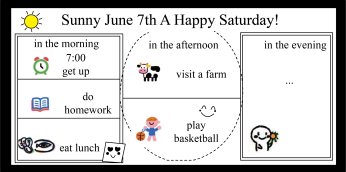 Sunny June 7th A Happy Saturday!
in the morning
7:00
get up
do
homework
eat lunch
in the afternoon
visit a farm
play
basketball
in the evening
...